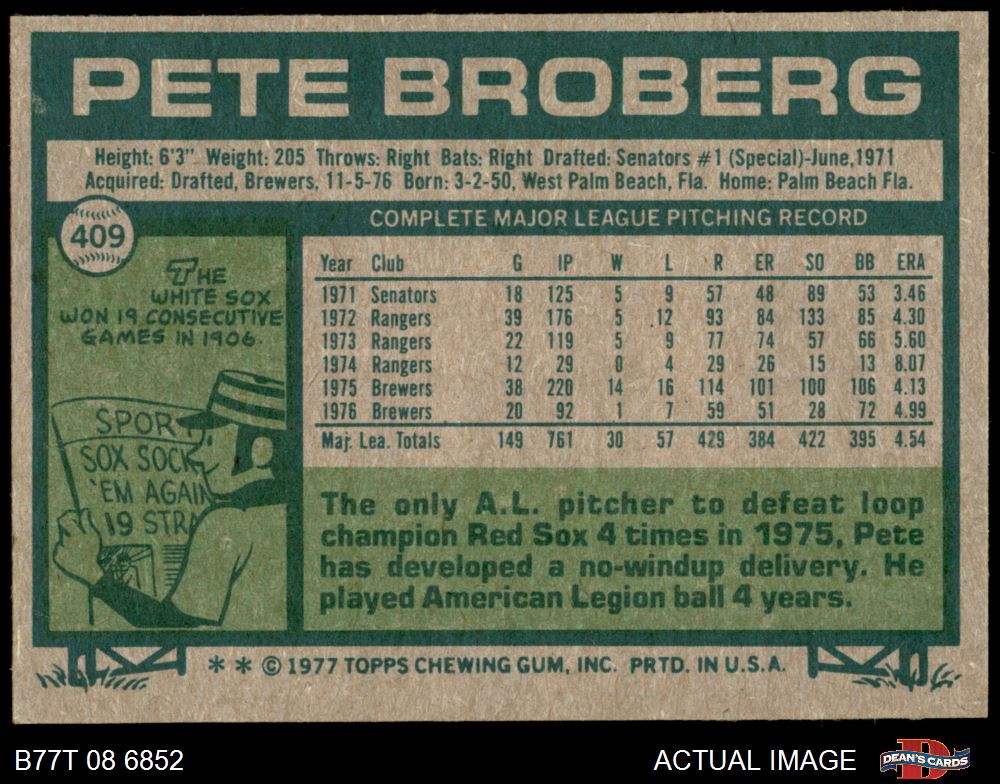 PETE BROBERG
Height: 6'3" Weight: 205 Throws: Right Bats: Right Drafted: Senators #1 (Special)-June,1971
Acquired: Drafted, Brewers, 11-5-76 Born: 3-2-50, West Palm Beach, Fla. Home: Palm Beach Fla.
409
THE
WHITE SOX
WON 19 CONSECUTIVE
GAMES IN 1906.
SPOR
SOX SOCK
'EM AGAIN
19 STRA
COMPLETE MAJOR LEAGUE PITCHING RECORD
Year Club G IP W L R ER SO BB ERA
1971 Senators 18 125 5 9 57 48 89 53 3.46
1972 Rangers 39 176 5 12 93 84 133 85 4.30
1973 Rangers 22 119 5 9 77 74 57 66 5.60
1974 Rangers 12 29 0 4 29 26 15 13 8.07
1975 Brewers 38 220 14 16 114 101 100 106 4.13
1976 Brewers 20 92 1 7 59 51 28 72 4.99
Maj. Lea. Totals 149 761 30 57 429 384 422 395 4.54
The only A.L. pitcher to defeat loop
champion Red Sox 4 times in 1975, Pete
has developed a no-windup delivery. He
played American Legion ball 4 years.
* * © 1977 TOPPS CHEWING GUM, INC. PRTD. IN U.S.A.
B77T 08 6852
ACTUAL IMAGE
DEAN'S CARDS